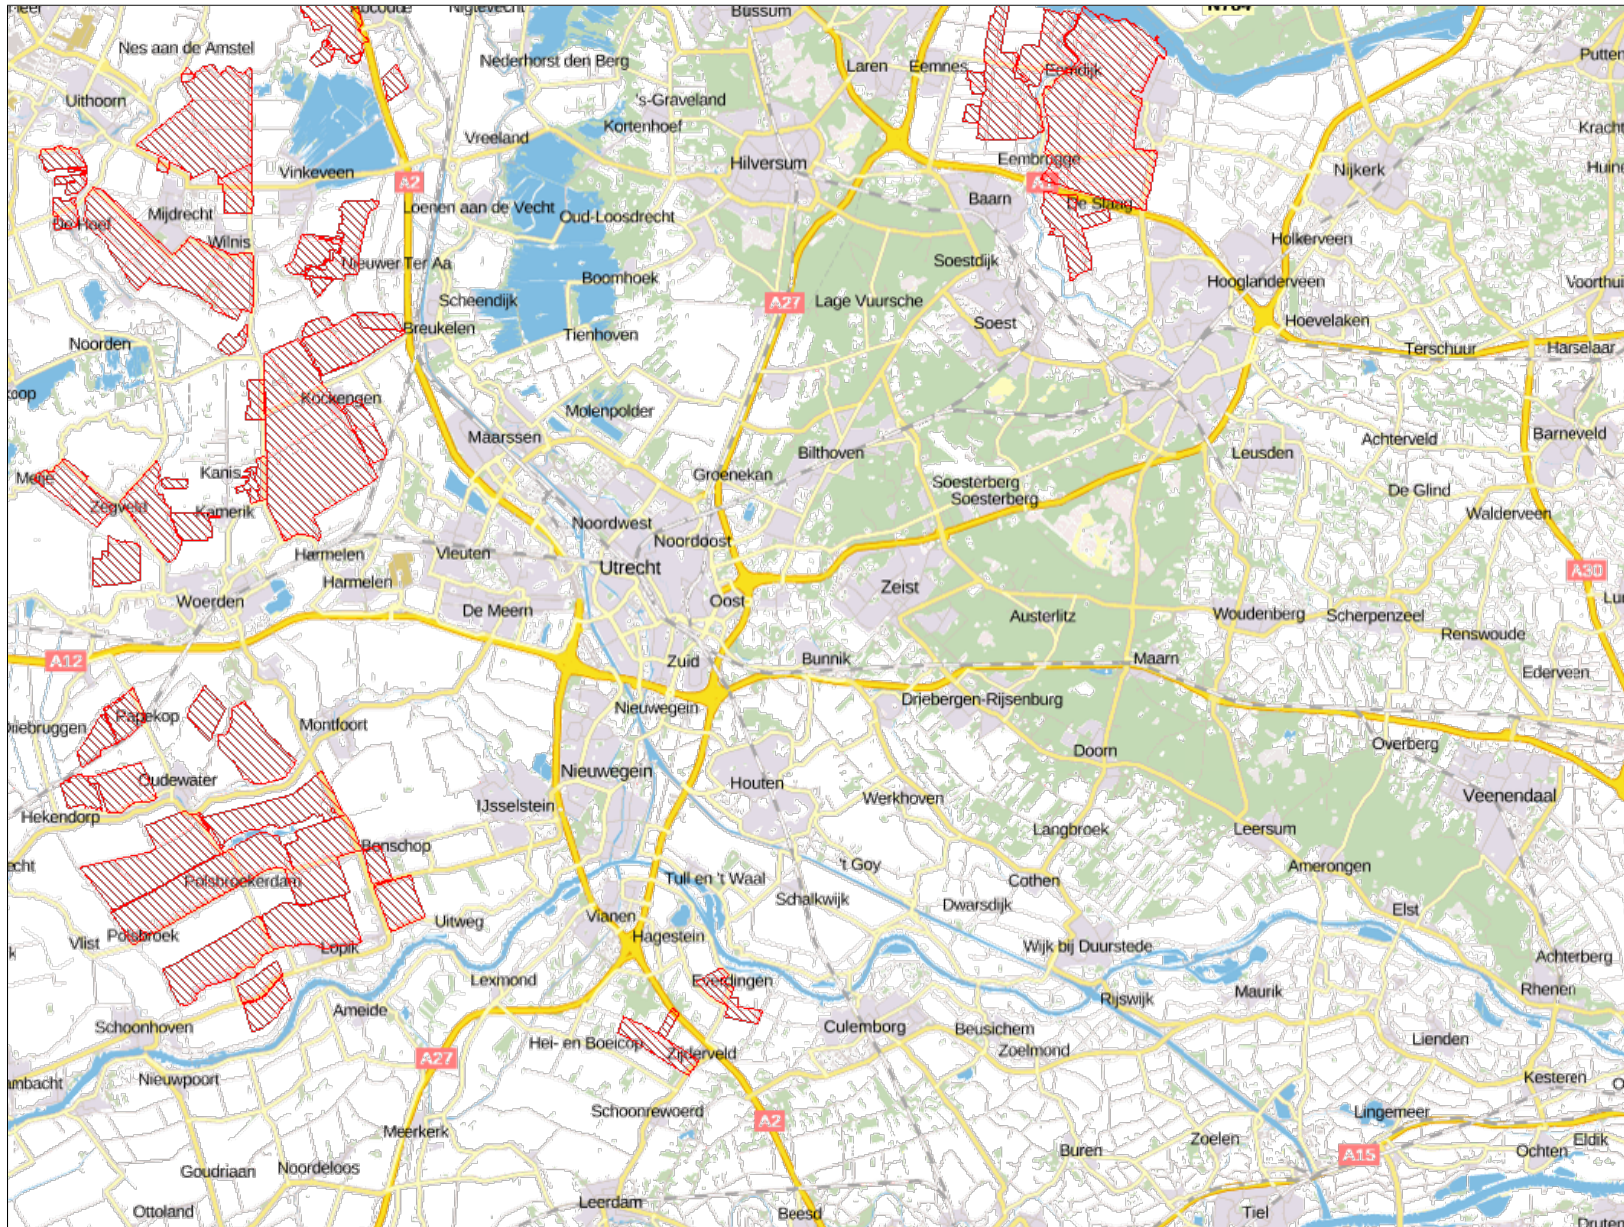 Abcoude
Nigtevecht
Bussum
N704
Nes aan de Amstel
Nederhorst den Berg
Laren
Eemnes
Eemdijk
Putten
Uithoorn
's-Graveland
Kortenhoef
Vreeland
Hilversum
Eembrugge
Nijkerk
Vinkeveen
A2
A1
Baarn
De Slaag
Mijdrecht
De Hoef
Loenen aan de Vecht
Oud-Loosdrecht
Wilnis
Holkerveen
Nieuwer Ter Aa
Boomhoek
Soestdijk
Hooglanderveen
Scheendijk
A27
Lage Vuursche
Soest
Hoevelaken
Breukelen
Tienhoven
Noorden
Terschuur
Harselaar
Kockengen
Molenpolder
Maarssen
Achterveld
Barneveld
Bilthoven
Leusden
Kanis
Groenekan
Meije
Soesterberg
Soesterberg
De Glind
Zegveld
Kamerik
Noordwest
Walderveen
Noordoost
Harmelen
Vleuten
Utrecht
A30
Harmelen
Zeist
Woerden
De Meern
Oost
Austerlitz
Woudenberg
Scherpenzeel
Renswoude
A12
Zuid
Bunnik
Maarn
Ederveen
Driebergen-Rijsenburg
Nieuwegein
Papekop
Driebruggen
Montfoort
Overberg
Doorn
Nieuwegein
Oudewater
Houten
IJsselstein
Werkhoven
Veenendaal
Hekendorp
Langbroek
Leersum
Benschop
't Goy
Amerongen
Polsbroekerdam
Tull en 't Waal
Cothen
Schalkwijk
Dwarsdijk
Elst
Vianen
Uitweg
Polsbroek
Vlist
Lopik
Hagestein
Wijk bij Duurstede
Achterberg
Lexmond
Everdingen
Maurik
Rhenen
Rijswijk
Ameide
Schoonhoven
Culemborg
Beusichem
Hei- en Boeicop
Zijderveld
Zoelmond
Lienden
A27
Nieuwpoort
Kesteren
Schoonrewoerd
Lingemeer
A2
Meerkerk
Zoelen
Eldik
Buren
Ochten
A15
Goudriaan
Noordeloos
Leerdam
Ottoland
Beesd
Tiel